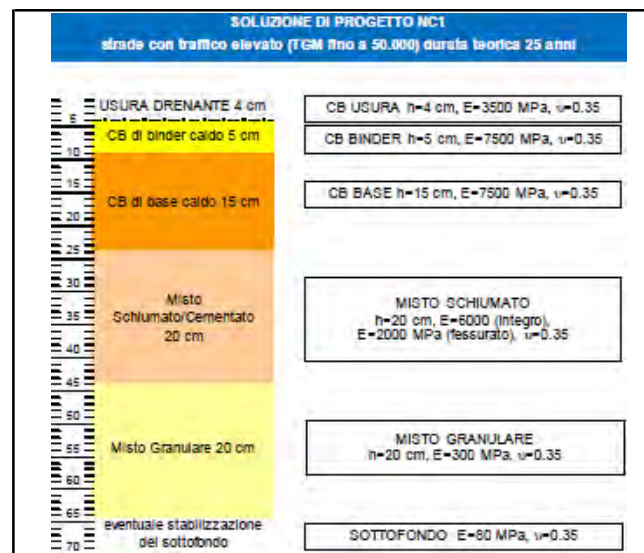 SOLUZIONE DI PROGETTO NC1
strade con traffico elevato (TGM fino a 50.000) durata teorica 25 anni
USURA DRENANTE 4 cm
CB USURA h=4 cm, E=3500 MPa, υ=0.35
5
CB di binder caldo 5 cm
CB BINDER h=5 cm, E=7500 MPa, υ=0.35
10
15
CB di base caldo 15 cm
CB BASE h=15 cm, E=7500 MPa, υ=0.35
20
25
30
Misto
Schiumato/Cementato
20 cm
MISTO SCHIUMATO
h=20 cm, E=6000 (Integro),
E=2000 MPa (fessurato), υ=0.35
35
40
45
50
Misto Granulare 20 cm
MISTO GRANULARE
h=20 cm, E=300 MPa. υ=0.35
55
60
65
eventuale stabilizzazione
del sottofondo
SOTTOFONDO E=80 MPa, υ=0.35
70